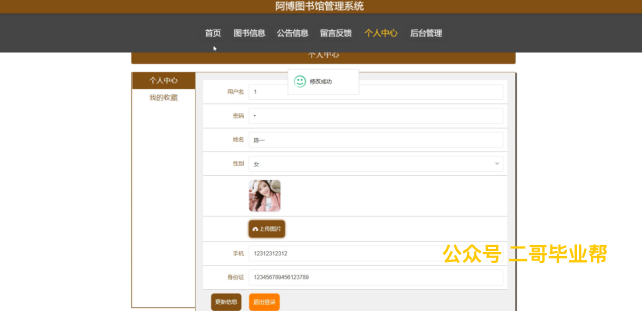 阿博图书馆管理系统
首页 图书信息 公告信息 留言反馈 个人中心 后台管理
个人中心
修改成功
个人中心
我的收藏
用户名 1
密码
姓名 陈一
性别 女
上传图片
手机 12312312312
身份证 123456789456123789
更新信息 退出登录
公众号 二哥毕业帮